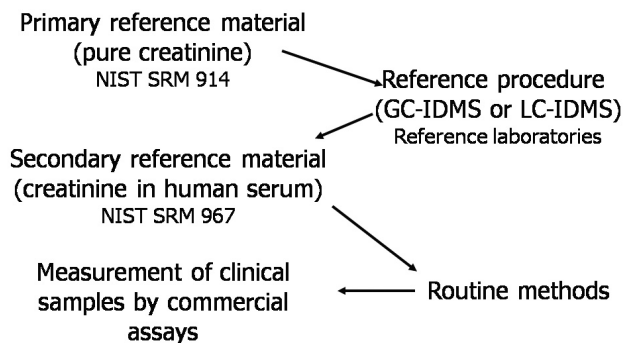 Primary reference material
(pure creatinine)
NIST SRM 914
Reference procedure
(GC-IDMS or LC-IDMS)
Reference laboratories
Secondary reference material
(creatinine in human serum)
NIST SRM 967
Routine methods
Measurement of clinical
samples by commercial
assays